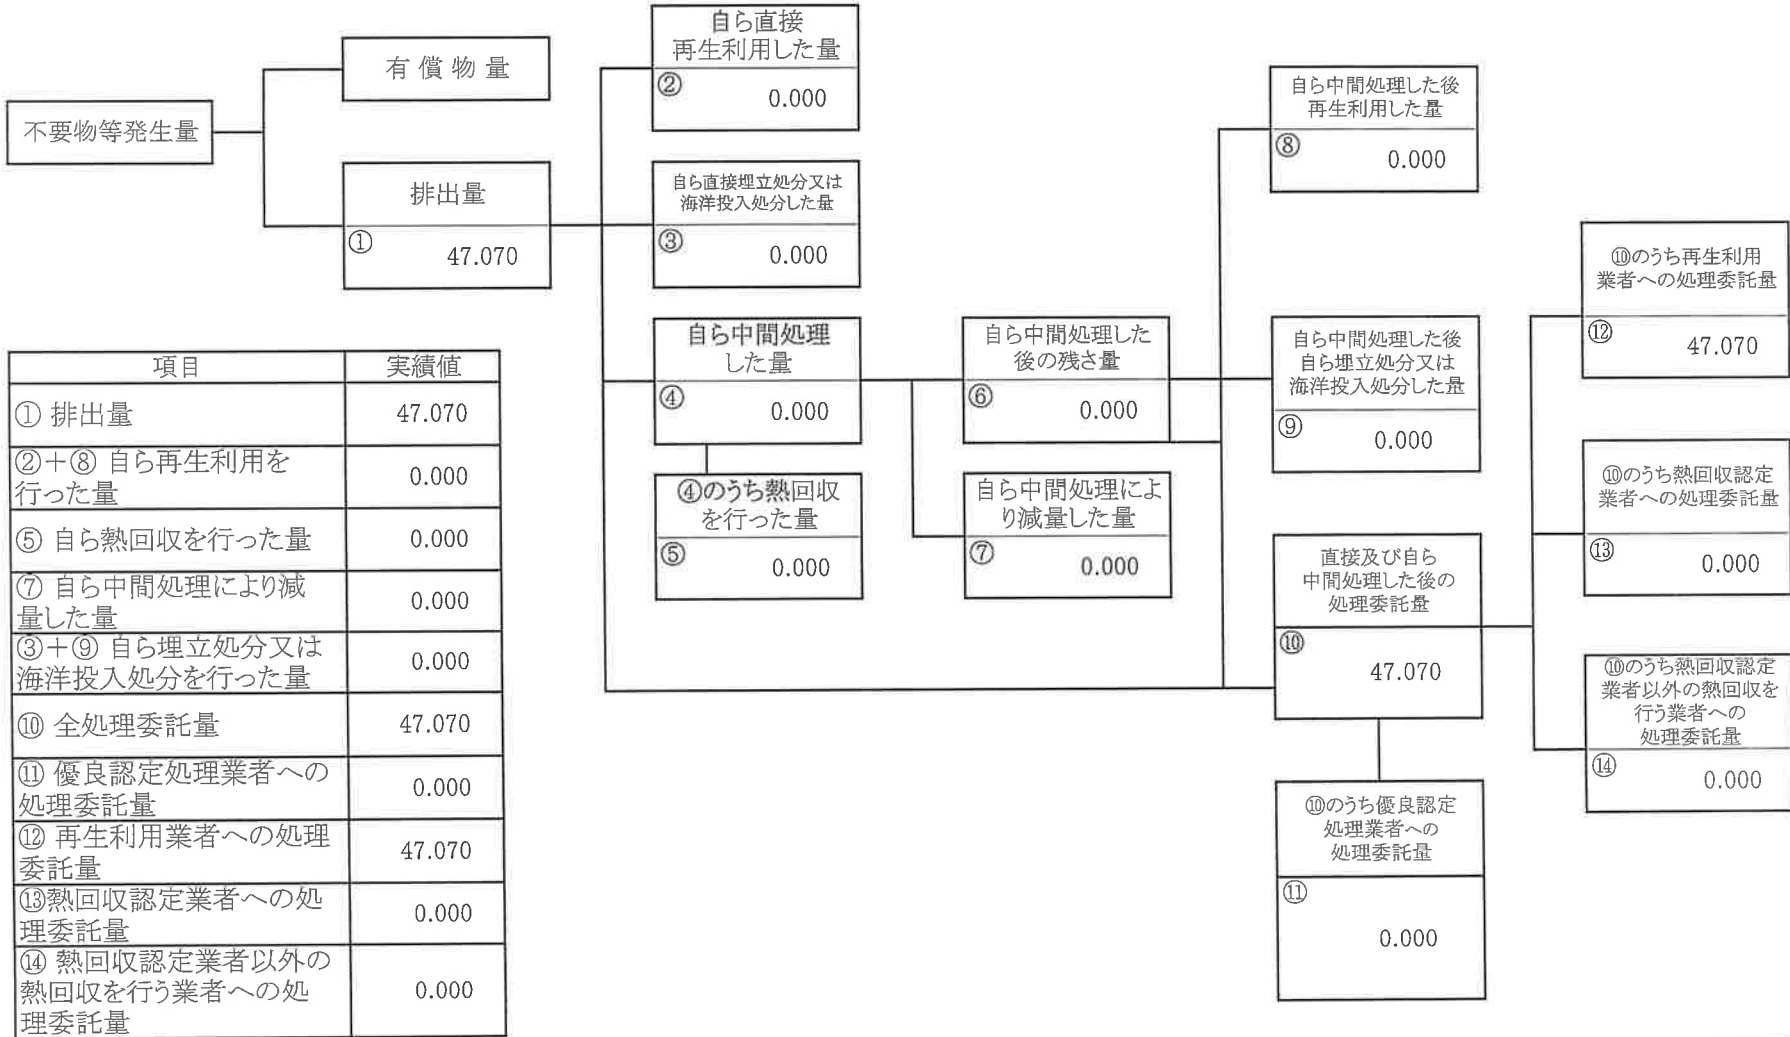 不要物等発生量
有償物量
排出量
①
47.070
自ら直接
再生利用した量
②
0.000
自ら直接埋立処分又は
海洋投入処分した量
③
0.000
自ら中間処理
した量
④
0.000
④のうち熱回収
を行った量
⑤
0.000
自ら中間処理した
後の残さ量
⑥
0.000
自ら中間処理によ
り減量した量
⑦
0.000
自ら中間処理した後
再生利用した量
⑧
0.000
自ら中間処理した後
自ら埋立処分又は
海洋投入処分した量
⑨
0.000
直接及び自ら
中間処理した後の
処理委託量
⑩
47.070
⑩のうち優良認定
処理業者への
処理委託量
⑪
0.000
⑩のうち再生利用
業者への処理委託量
⑫
47.070
⑩のうち熱回収認定
業者への処理委託量
⑬
0.000
⑩のうち熱回収認定
業者以外の熱回収を
行う業者への
処理委託量
⑭
0.000
項目 実績値
① 排出量 47.070
②＋⑧ 自ら再生利用を
行った量 0.000
⑤ 自ら熱回収を行った量 0.000
⑦ 自ら中間処理により減
量した量 0.000
③＋⑨ 自ら埋立処分又は
海洋投入処分を行った量 0.000
⑩ 全処理委託量 47.070
⑪ 優良認定処理業者への
処理委託量 0.000
⑫ 再生利用業者への処理
委託量 47.070
⑬熱回収認定業者への処
理委託量 0.000
⑭ 熱回収認定業者以外の
熱回収を行う業者への処
理委託量 0.000